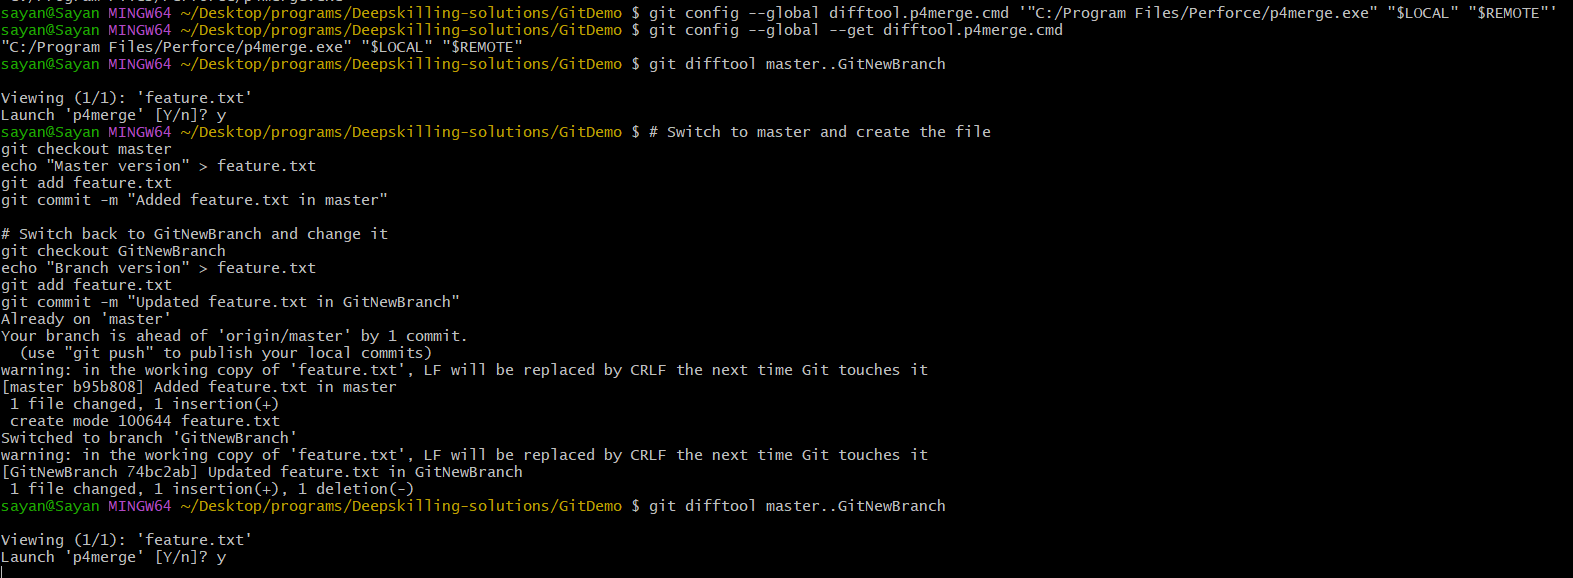 sayan@Sayan MINGW64 ~/Desktop/programs/Deepskilling-solutions/GitDemo $ git config --global difftool.p4merge.cmd '"C:/Program Files/Perforce/p4merge.exe" "$LOCAL" "$REMOTE"'
sayan@Sayan MINGW64 ~/Desktop/programs/Deepskilling-solutions/GitDemo $ git config --global --get difftool.p4merge.cmd
"C:/Program Files/Perforce/p4merge.exe" "$LOCAL" "$REMOTE"
sayan@Sayan MINGW64 ~/Desktop/programs/Deepskilling-solutions/GitDemo $ git difftool master..GitNewBranch

Viewing (1/1): 'feature.txt'
Launch 'p4merge' [Y/n]? y
sayan@Sayan MINGW64 ~/Desktop/programs/Deepskilling-solutions/GitDemo $ # Switch to master and create the file
git checkout master
echo "Master version" > feature.txt
git add feature.txt
git commit -m "Added feature.txt in master"

# Switch back to GitNewBranch and change it
git checkout GitNewBranch
echo "Branch version" > feature.txt
git add feature.txt
git commit -m "Updated feature.txt in GitNewBranch"
Already on 'master'
Your branch is ahead of 'origin/master' by 1 commit.
  (use "git push" to publish your local commits)
warning: in the working copy of 'feature.txt', LF will be replaced by CRLF the next time Git touches it
[master b95b808] Added feature.txt in master
 1 file changed, 1 insertion(+)
 create mode 100644 feature.txt
Switched to branch 'GitNewBranch'
warning: in the working copy of 'feature.txt', LF will be replaced by CRLF the next time Git touches it
[GitNewBranch 74bc2ab] Updated feature.txt in GitNewBranch
 1 file changed, 1 insertion(+), 1 deletion(-)
sayan@Sayan MINGW64 ~/Desktop/programs/Deepskilling-solutions/GitDemo $ git difftool master..GitNewBranch

Viewing (1/1): 'feature.txt'
Launch 'p4merge' [Y/n]? y